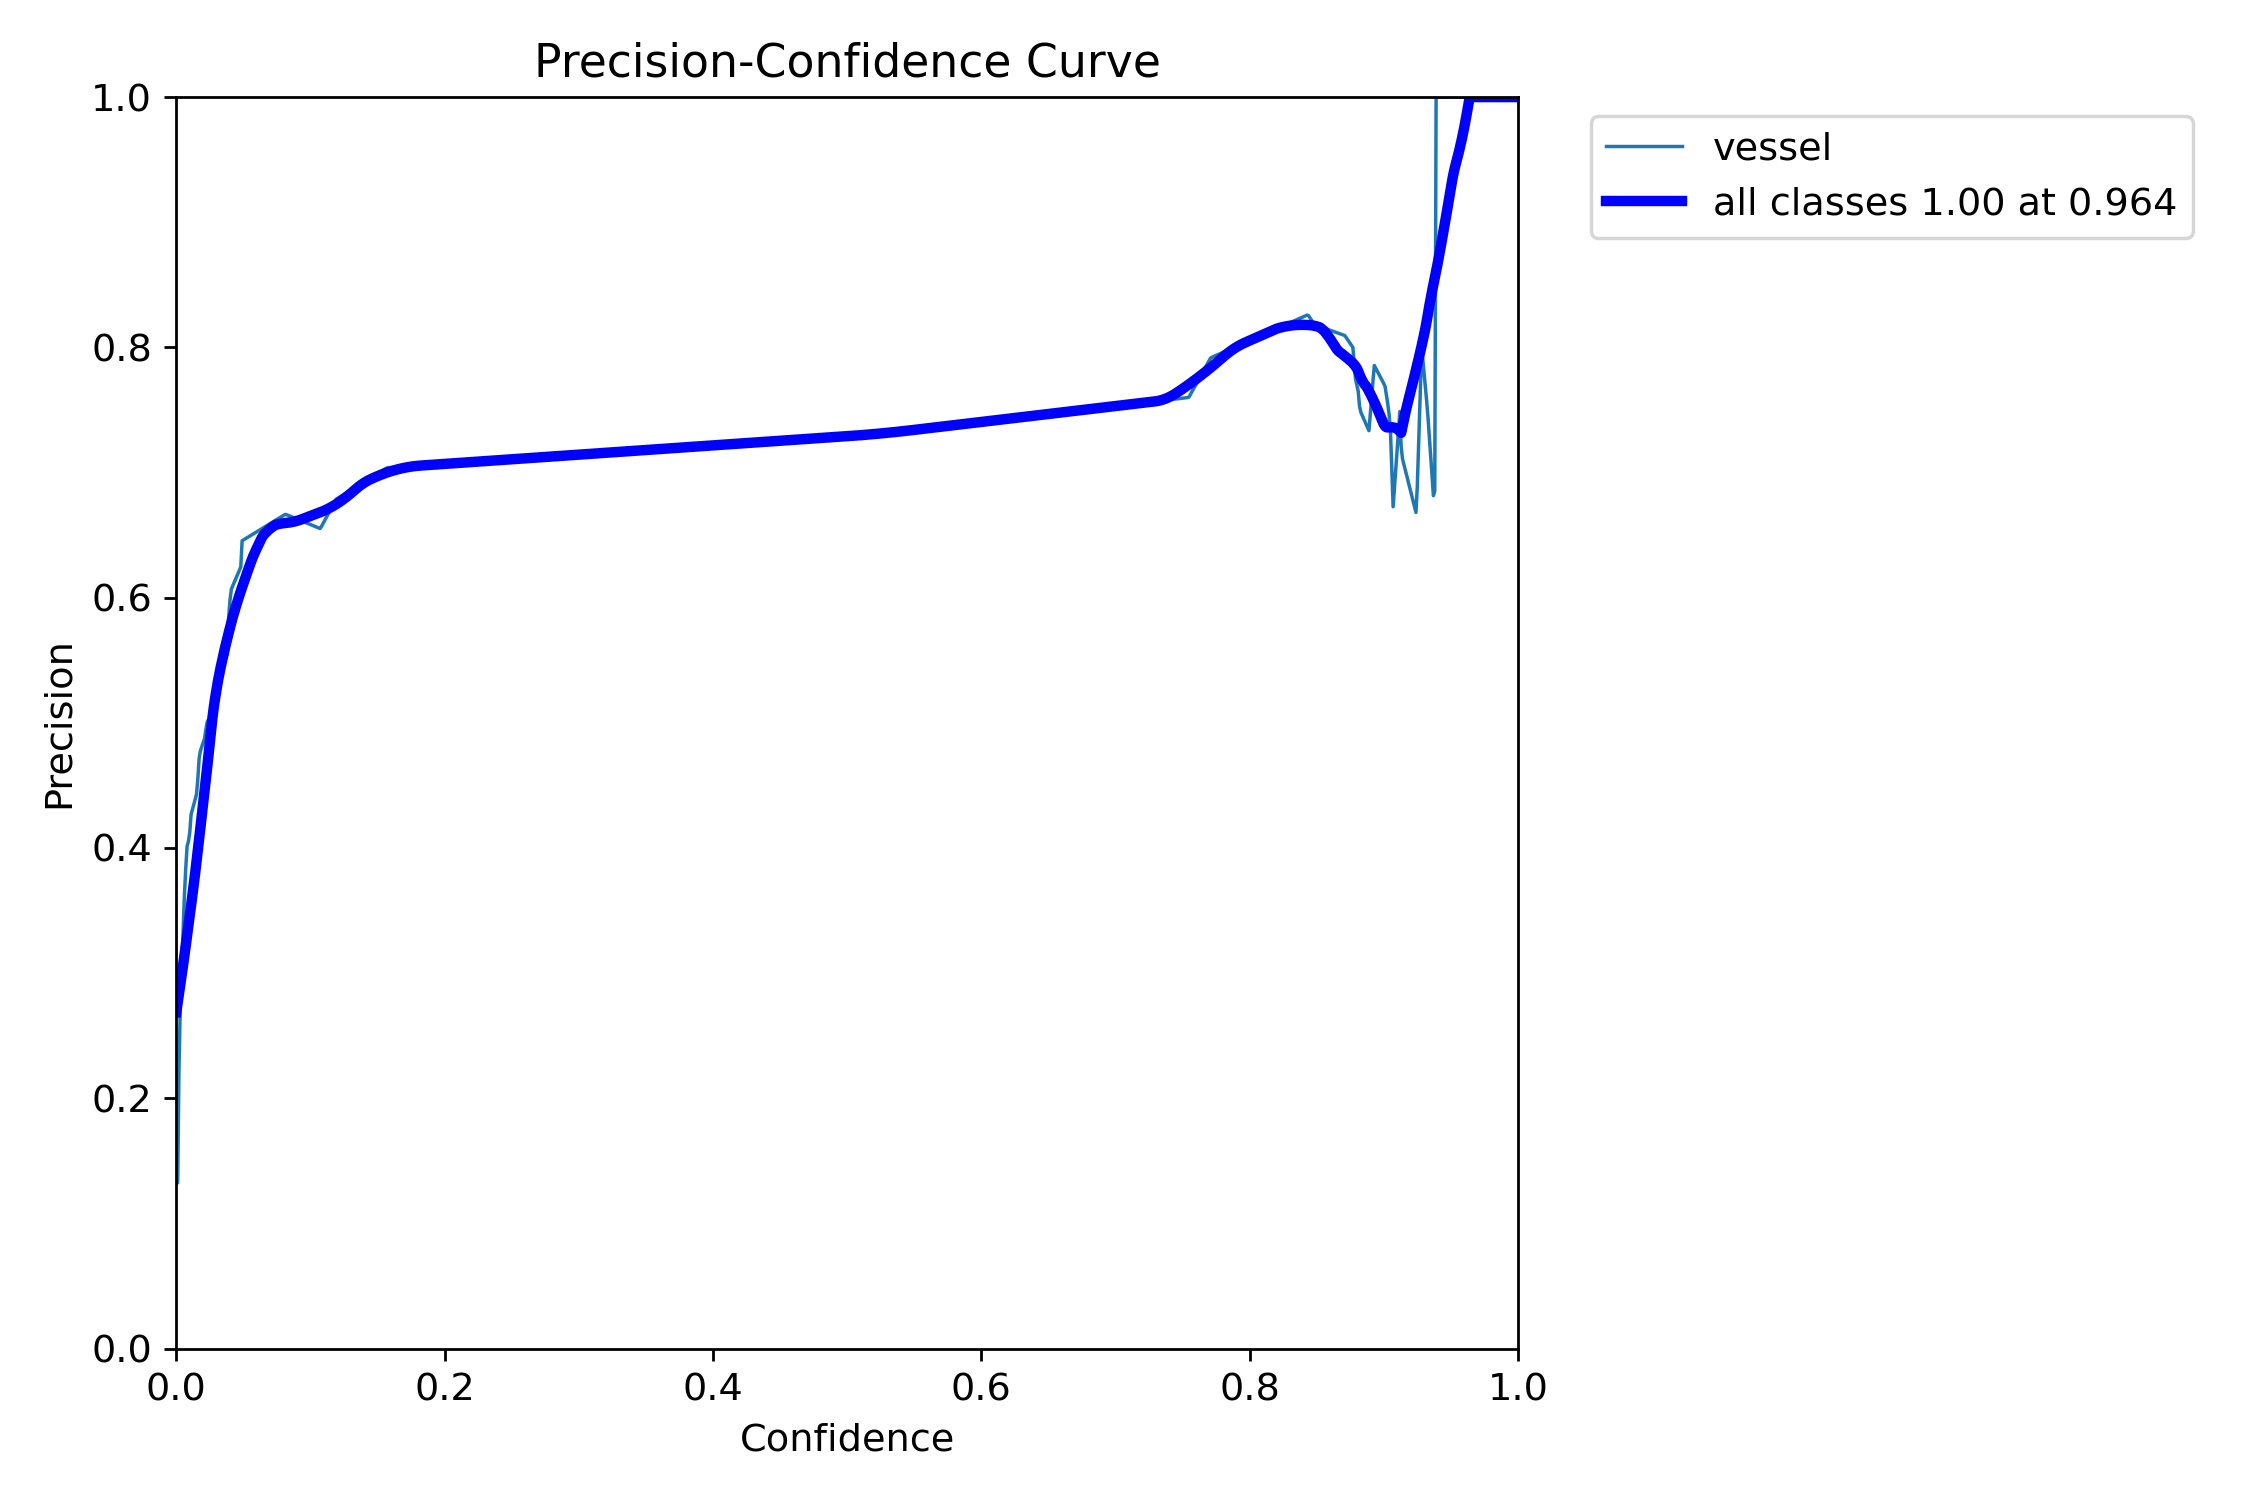 Precision-Confidence Curve
1.0
0.8
0.6
0.4
0.2
0.0
Precision
0.0 0.2 0.4 0.6 0.8 1.0
Confidence
vessel
all classes 1.00 at 0.964